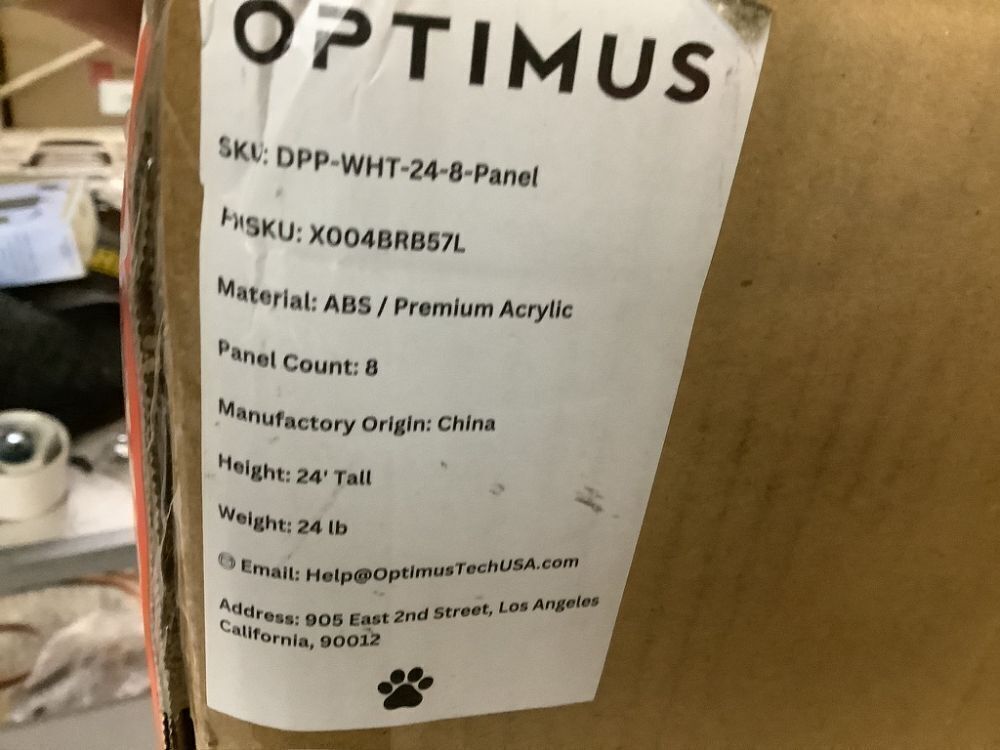 OPTIMUS
SKU: DPP-WHT-24-8-Panel
SKU: X004BRB57L
Material: ABS / Premium Acrylic
Panel Count: 8
Manufactory Origin: China
Height: 24' Tall
Weight: 24 lb
Email: Help@OptimusTechUSA.com
Address: 905 East 2nd Street, Los Angeles
California, 90012